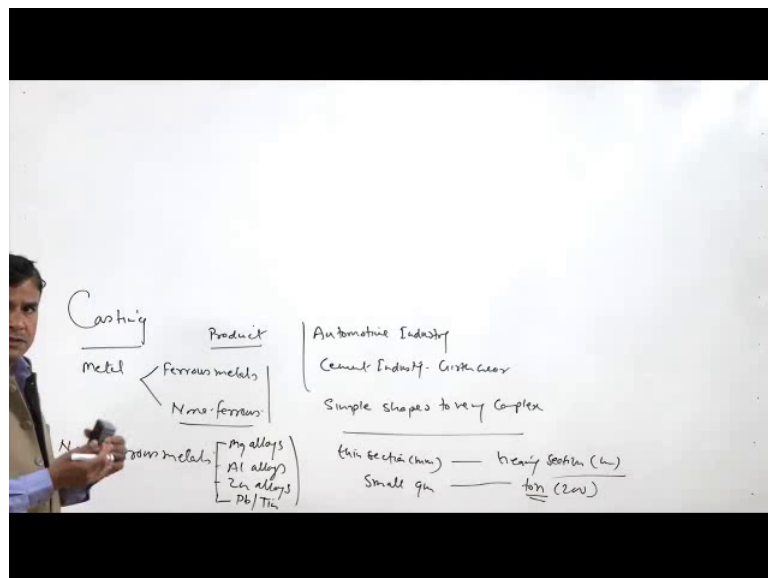 Casting
Product
Automotive Industry
Metal
Ferrous metals
Cement Industry - Girth Gear
None-ferrous.
Simple shapes to very Complex
N rous metals
Mg alloys
Al alloys
Zn alloys
Pb/Tin
thin section (mm) — Heavy section (m)
Small gm — ton (200)